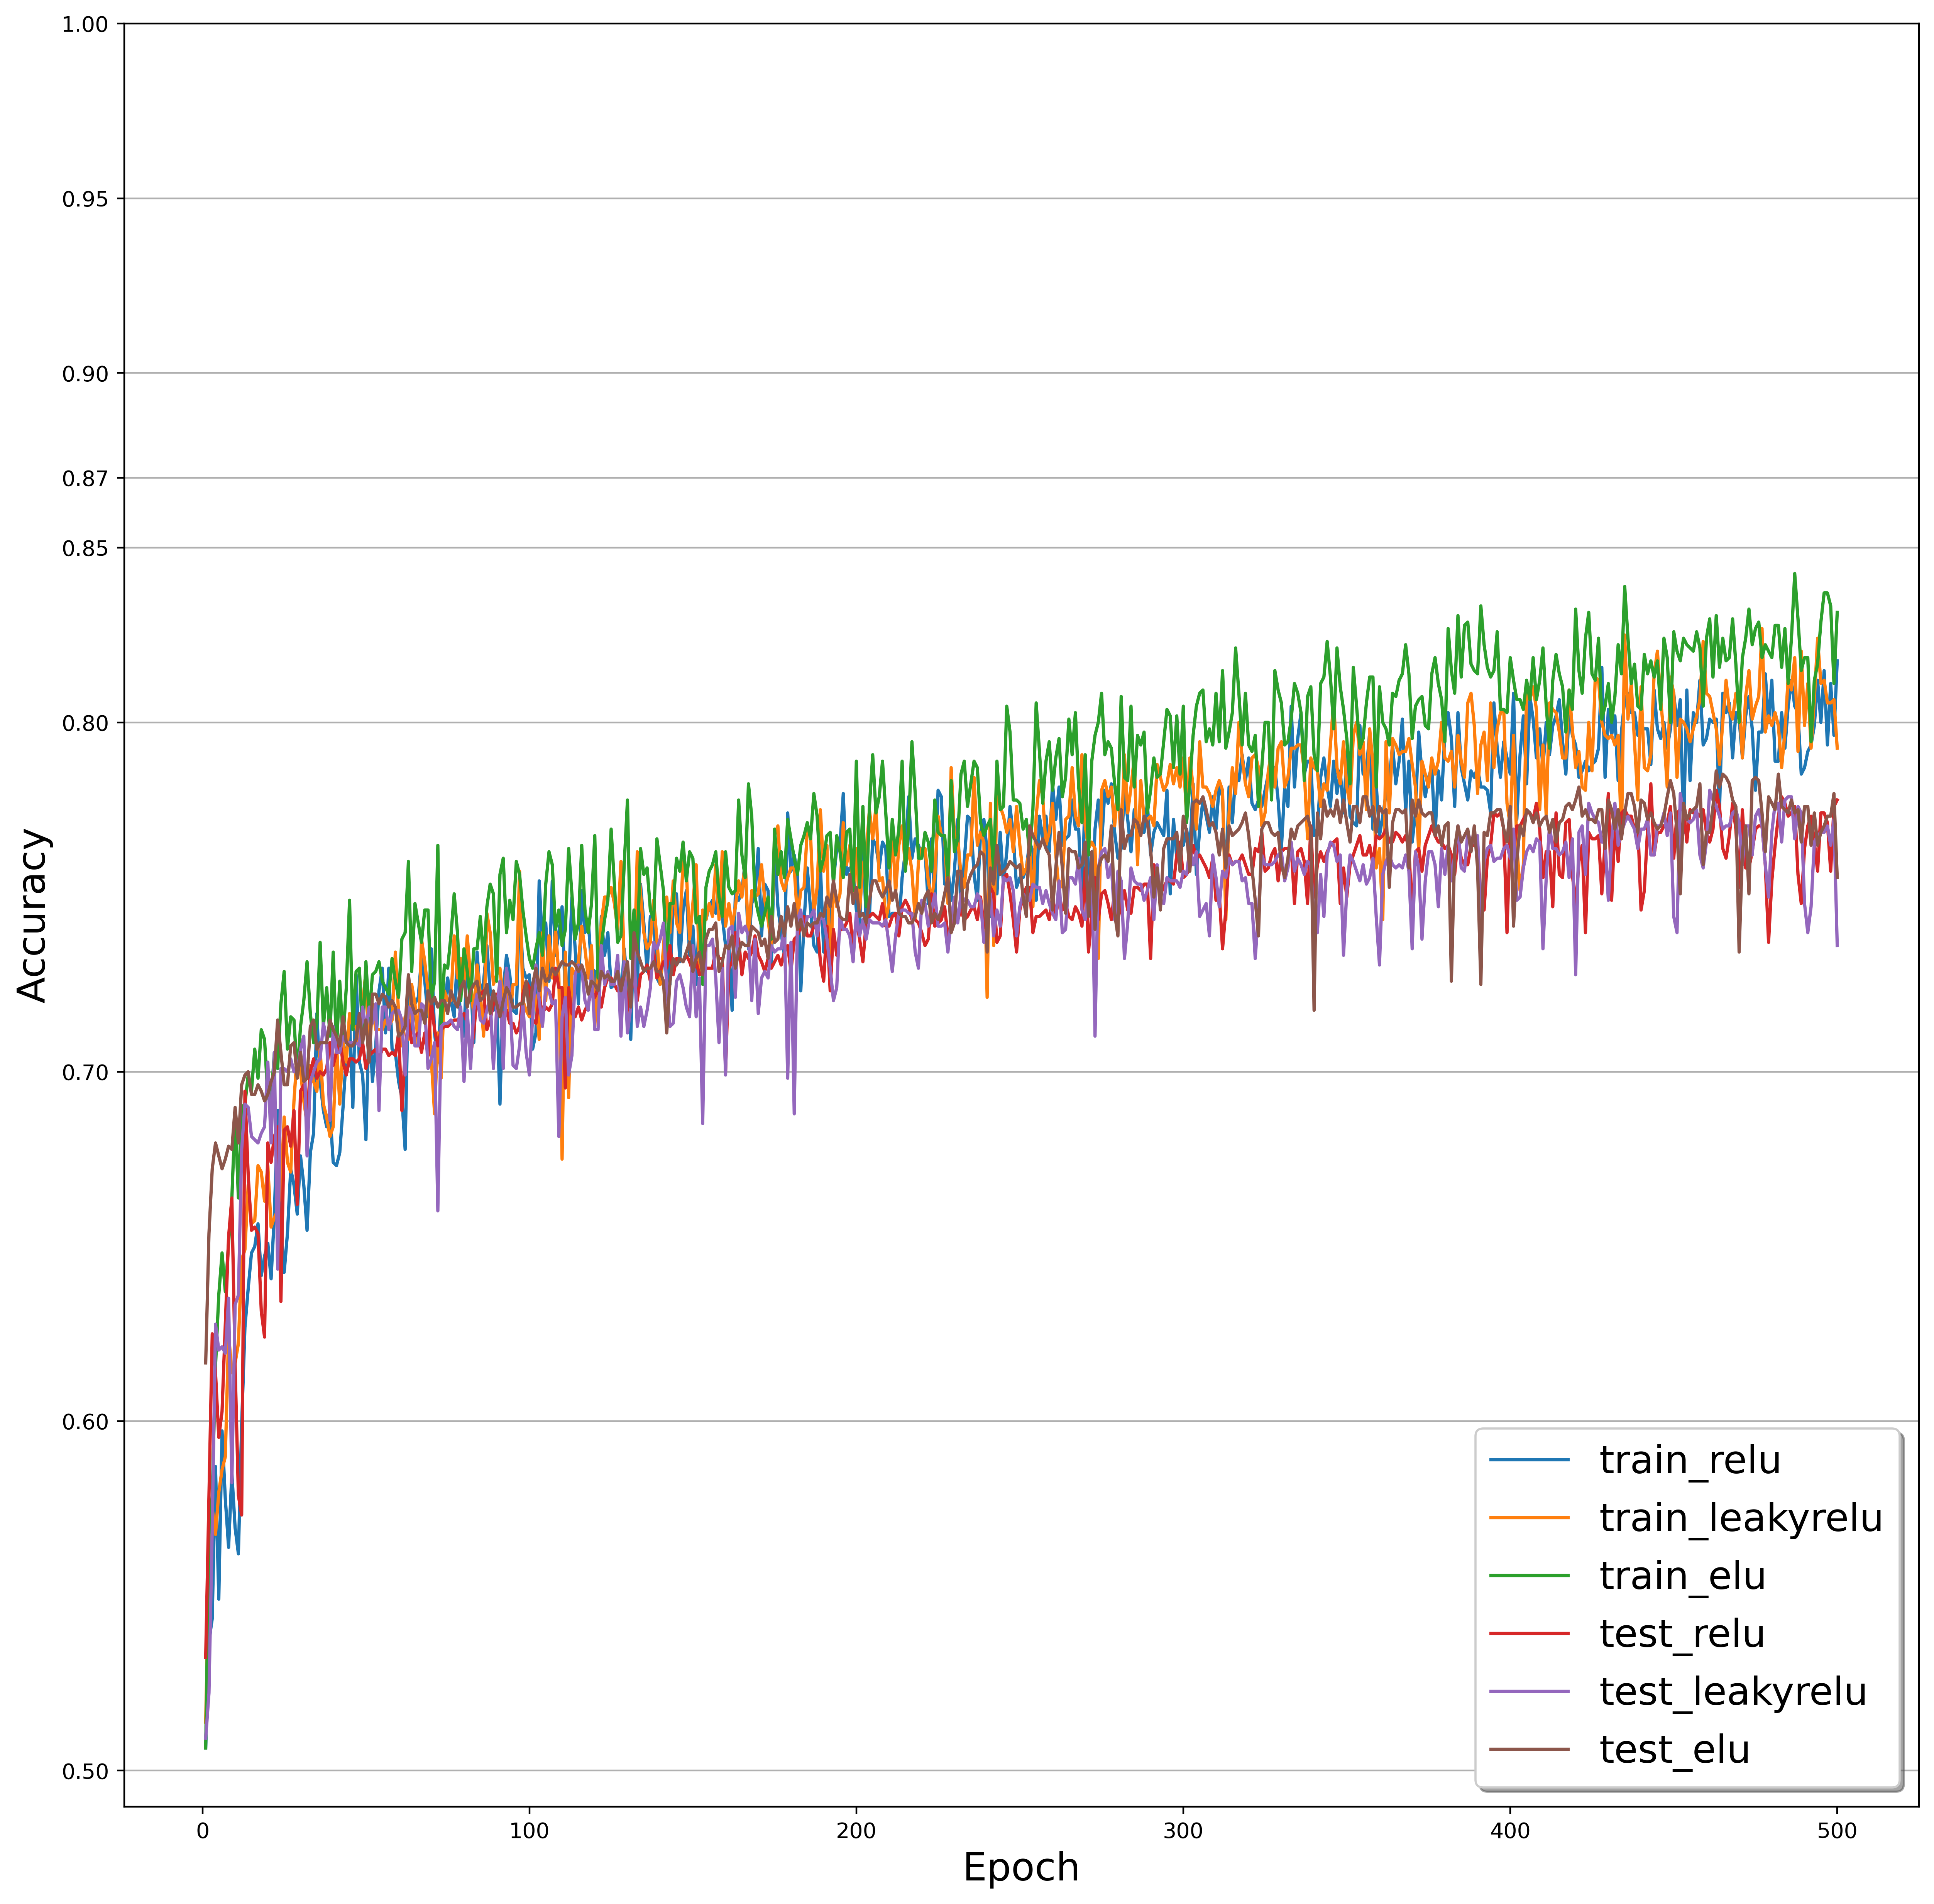 1.00
0.95
0.90
0.87
0.85
0.80
0.70
0.60
0.50
Accuracy
0 100 200 300 400 500
Epoch
train_relu
train_leakyrelu
train_elu
test_relu
test_leakyrelu
test_elu